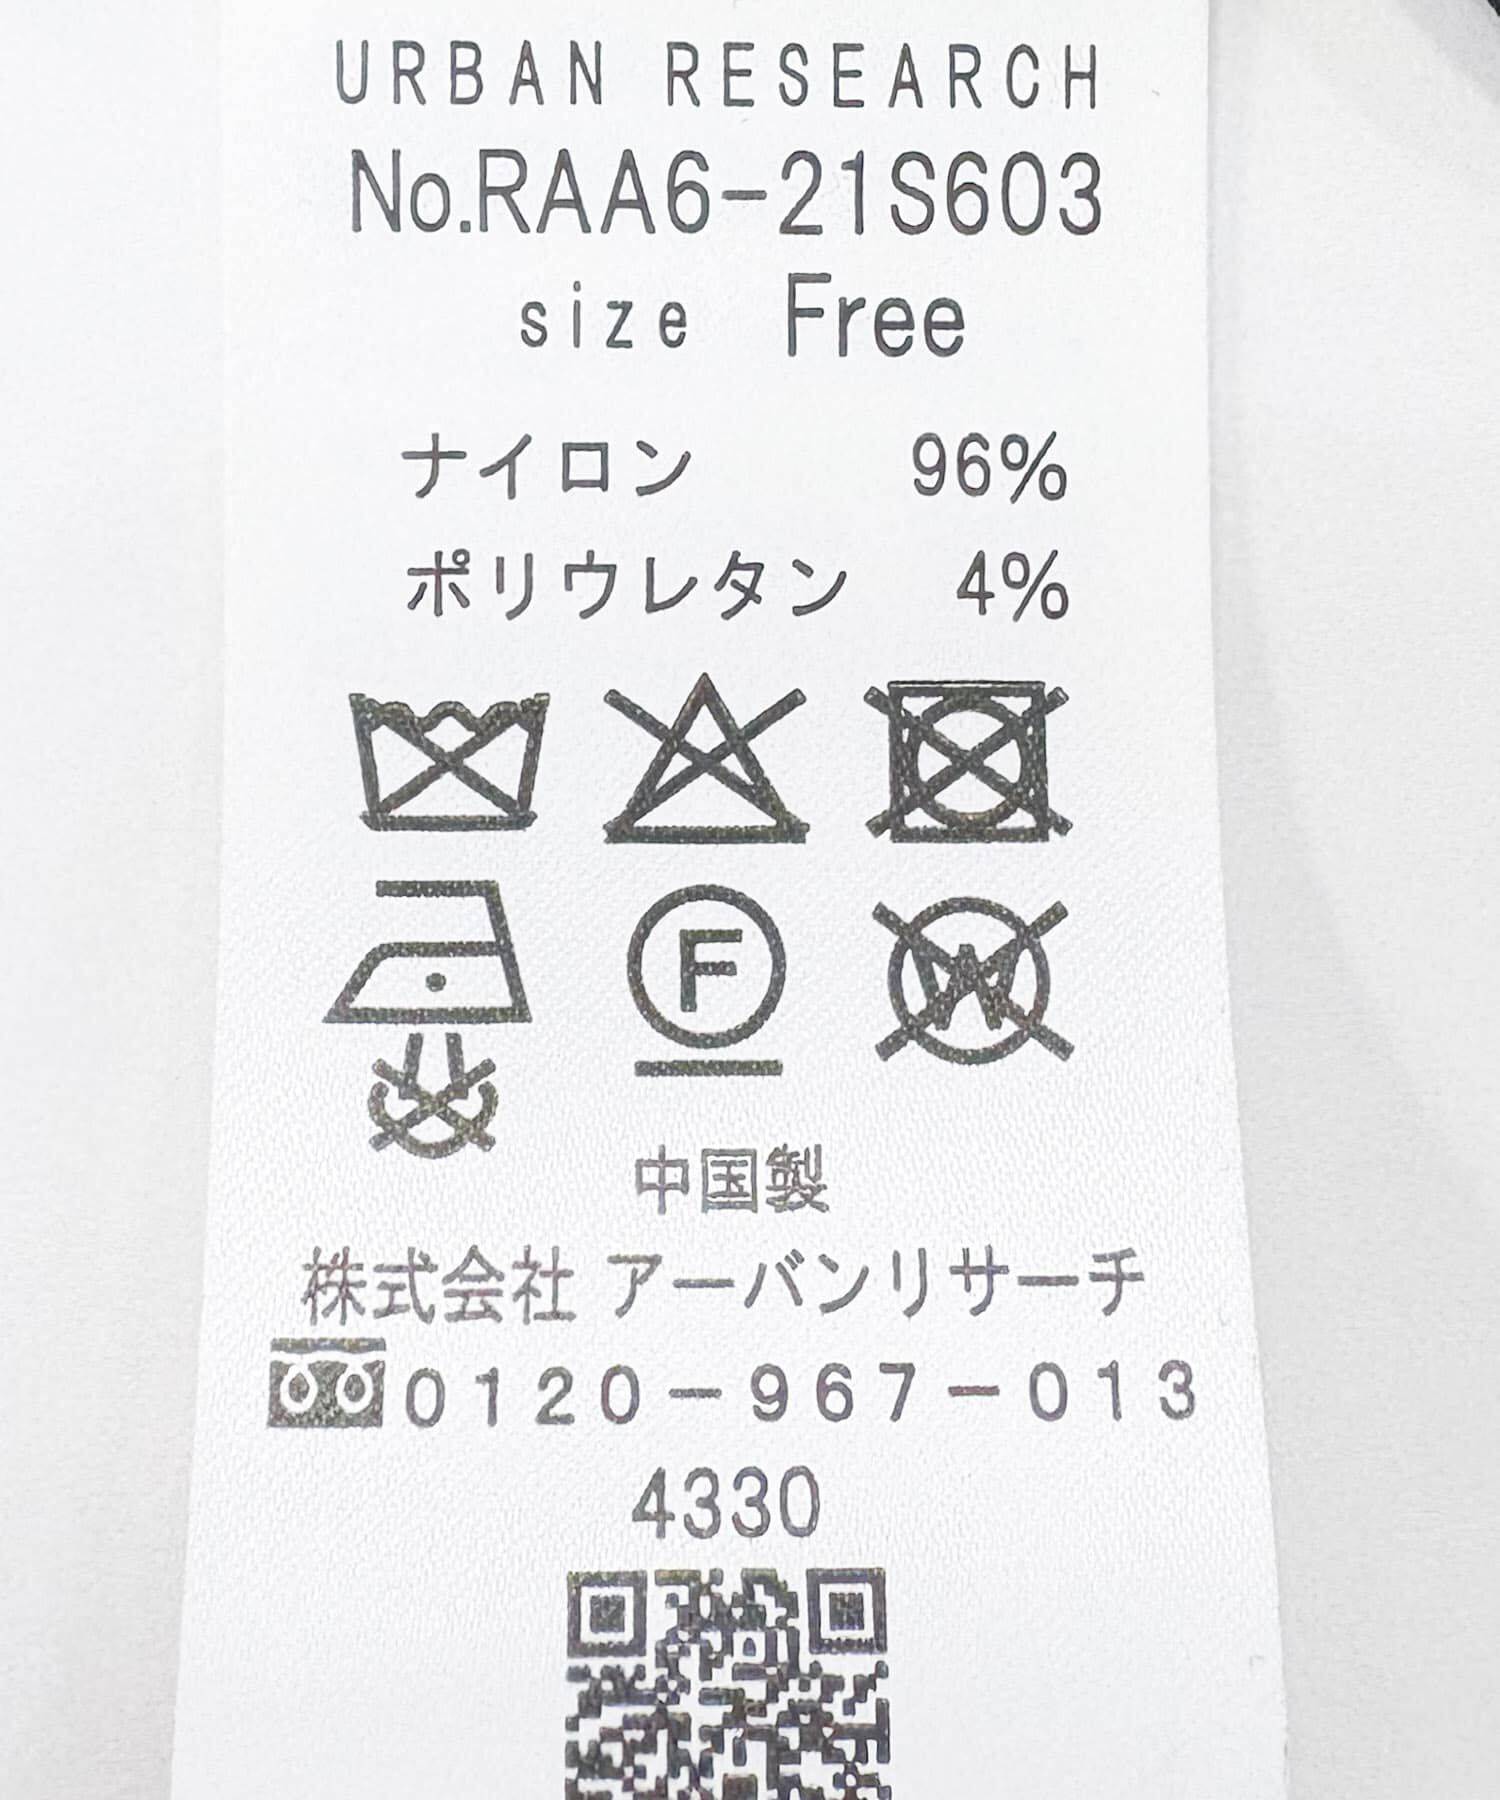 URBAN RESEARCH
No.RAA6-21S603
size Free
ナイロン 96%
ポリウレタン 4%
F
W
中国製
株式会社 アーバンリサーチ
0120-967-013
4330